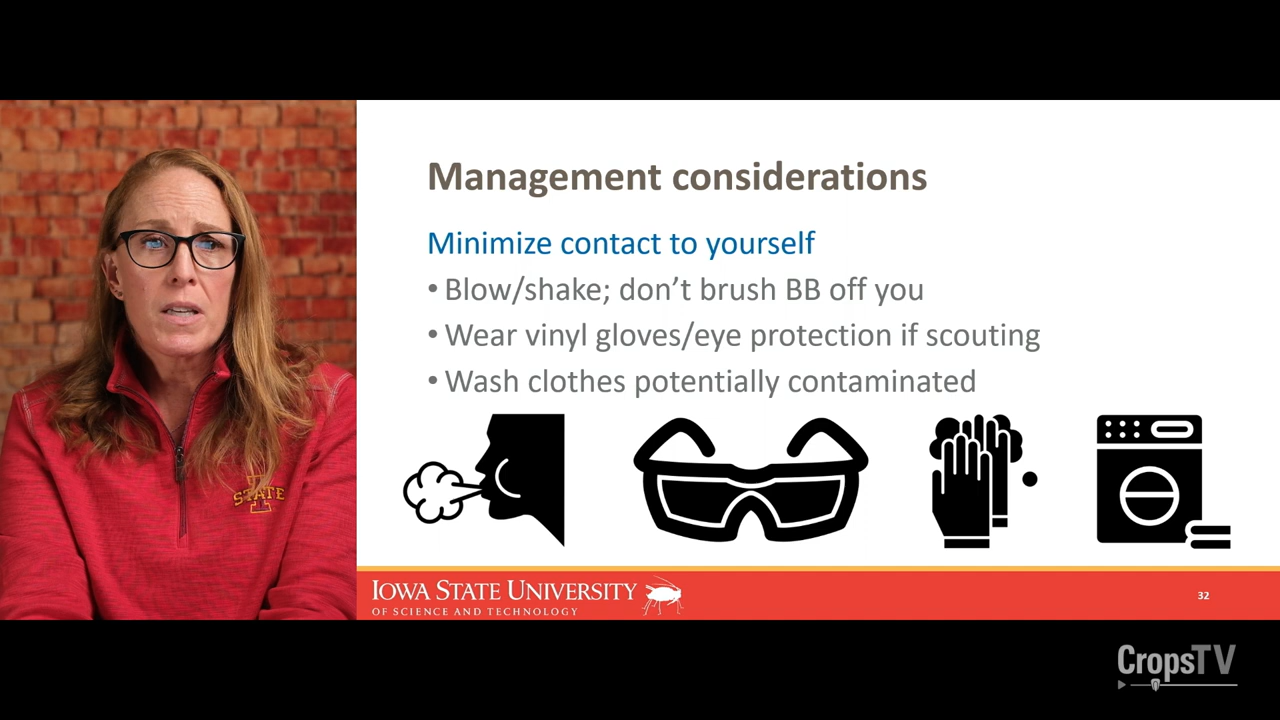 Management considerations
Minimize contact to yourself
• Blow/shake; don’t brush BB off you
• Wear vinyl gloves/eye protection if scouting
• Wash clothes potentially contaminated
I
STATE
IOWA STATE UNIVERSITY
OF SCIENCE AND TECHNOLOGY
32
CropsTV